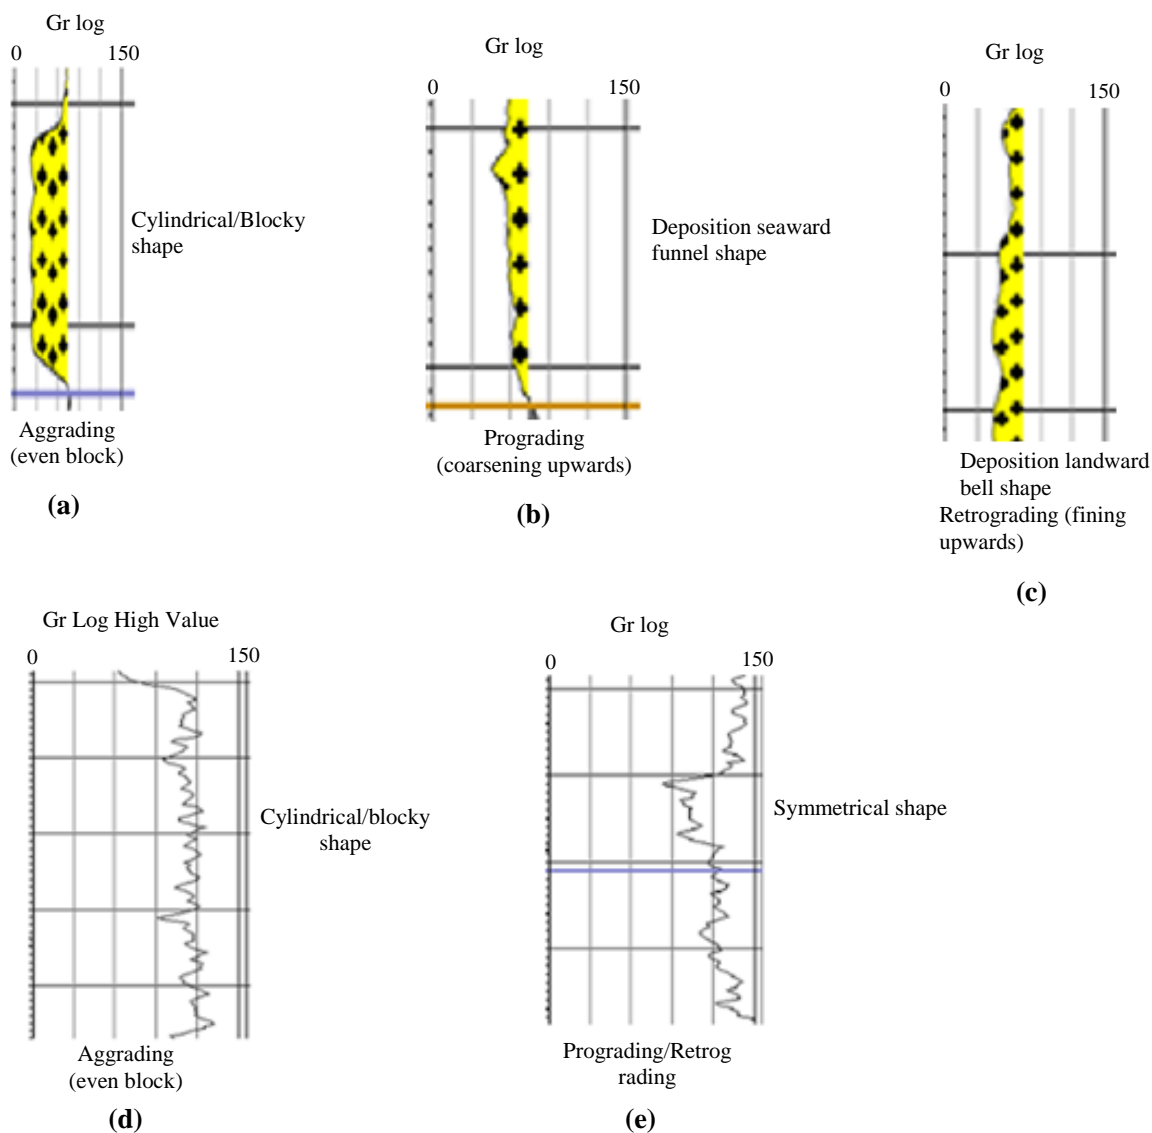 Gr log
0 150
Cylindrical/Blocky
shape
Aggrading
(even block)
(a)
Gr log
0 150
Deposition seaward
funnel shape
Prograding
(coarsening upwards)
(b)
Gr log
0 150
Deposition landward
bell shape
Retrograding (fining
upwards)
(c)
Gr Log High Value
0 150
Cylindrical/blocky
shape
Aggrading
(even block)
(d)
Gr log
0 150
Symmetrical shape
Prograding/Retrog
rading
(e)